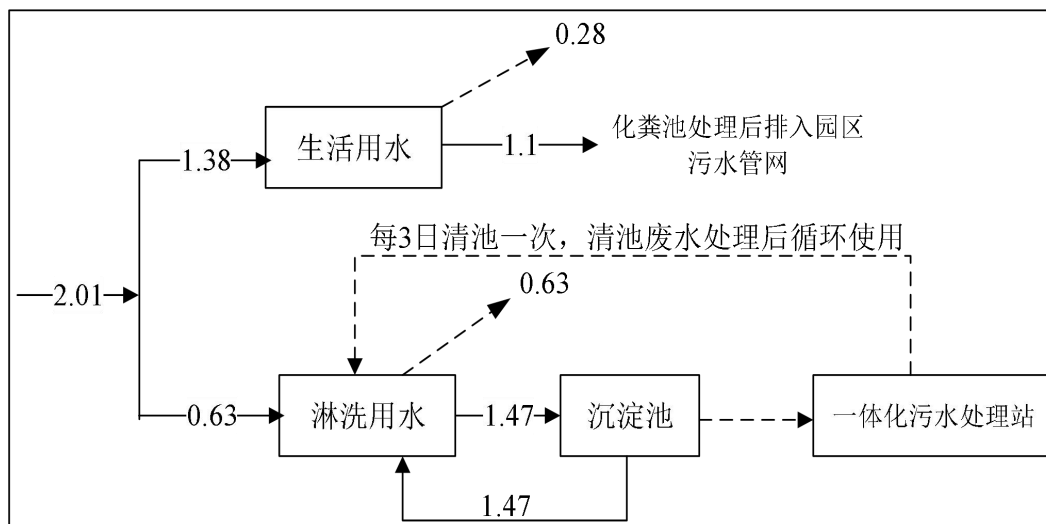 0.28
生活用水
1.38
1.1
化粪池处理后排入园区
污水管网
每3日清池一次，清池废水处理后循环使用
2.01
0.63
0.63
淋洗用水
1.47
沉淀池
一体化污水处理站
1.47